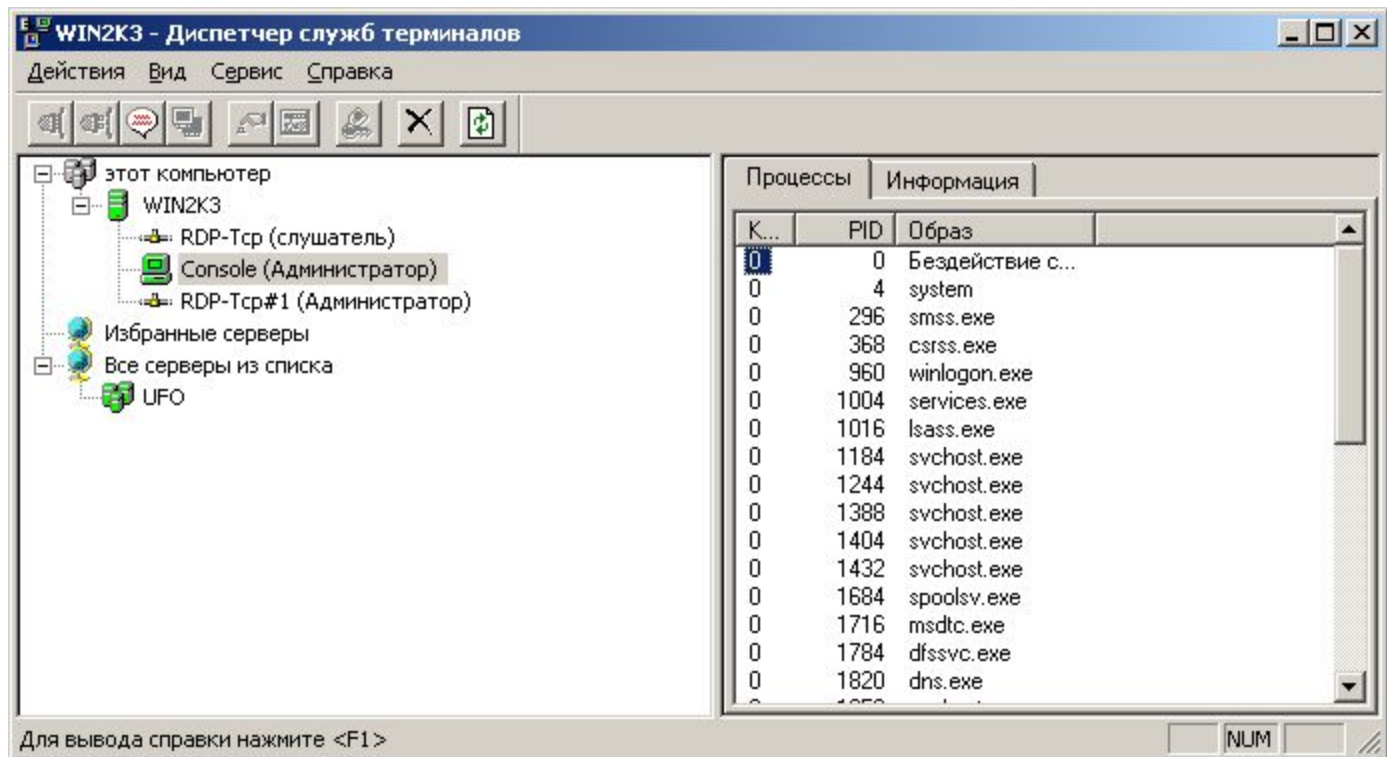 WIN2K3 - Диспетчер служб терминалов
Действия Вид Сервис Справка
этот компьютер
WIN2K3
RDP-Tcp (слушатель)
Console (Администратор)
RDP-Tcp#1 (Администратор)
Избранные серверы
Все серверы из списка
UFO
Процессы Информация
К... PID Образ
0 0 Бездействие с...
0 4 system
0 296 smss.exe
0 368 csrss.exe
0 960 winlogon.exe
0 1004 services.exe
0 1016 lsass.exe
0 1184 svchost.exe
0 1244 svchost.exe
0 1388 svchost.exe
0 1404 svchost.exe
0 1432 svchost.exe
0 1684 spoolsv.exe
0 1716 msdtc.exe
0 1784 dfssvc.exe
0 1820 dns.exe
Для вывода справки нажмите <F1>
NUM